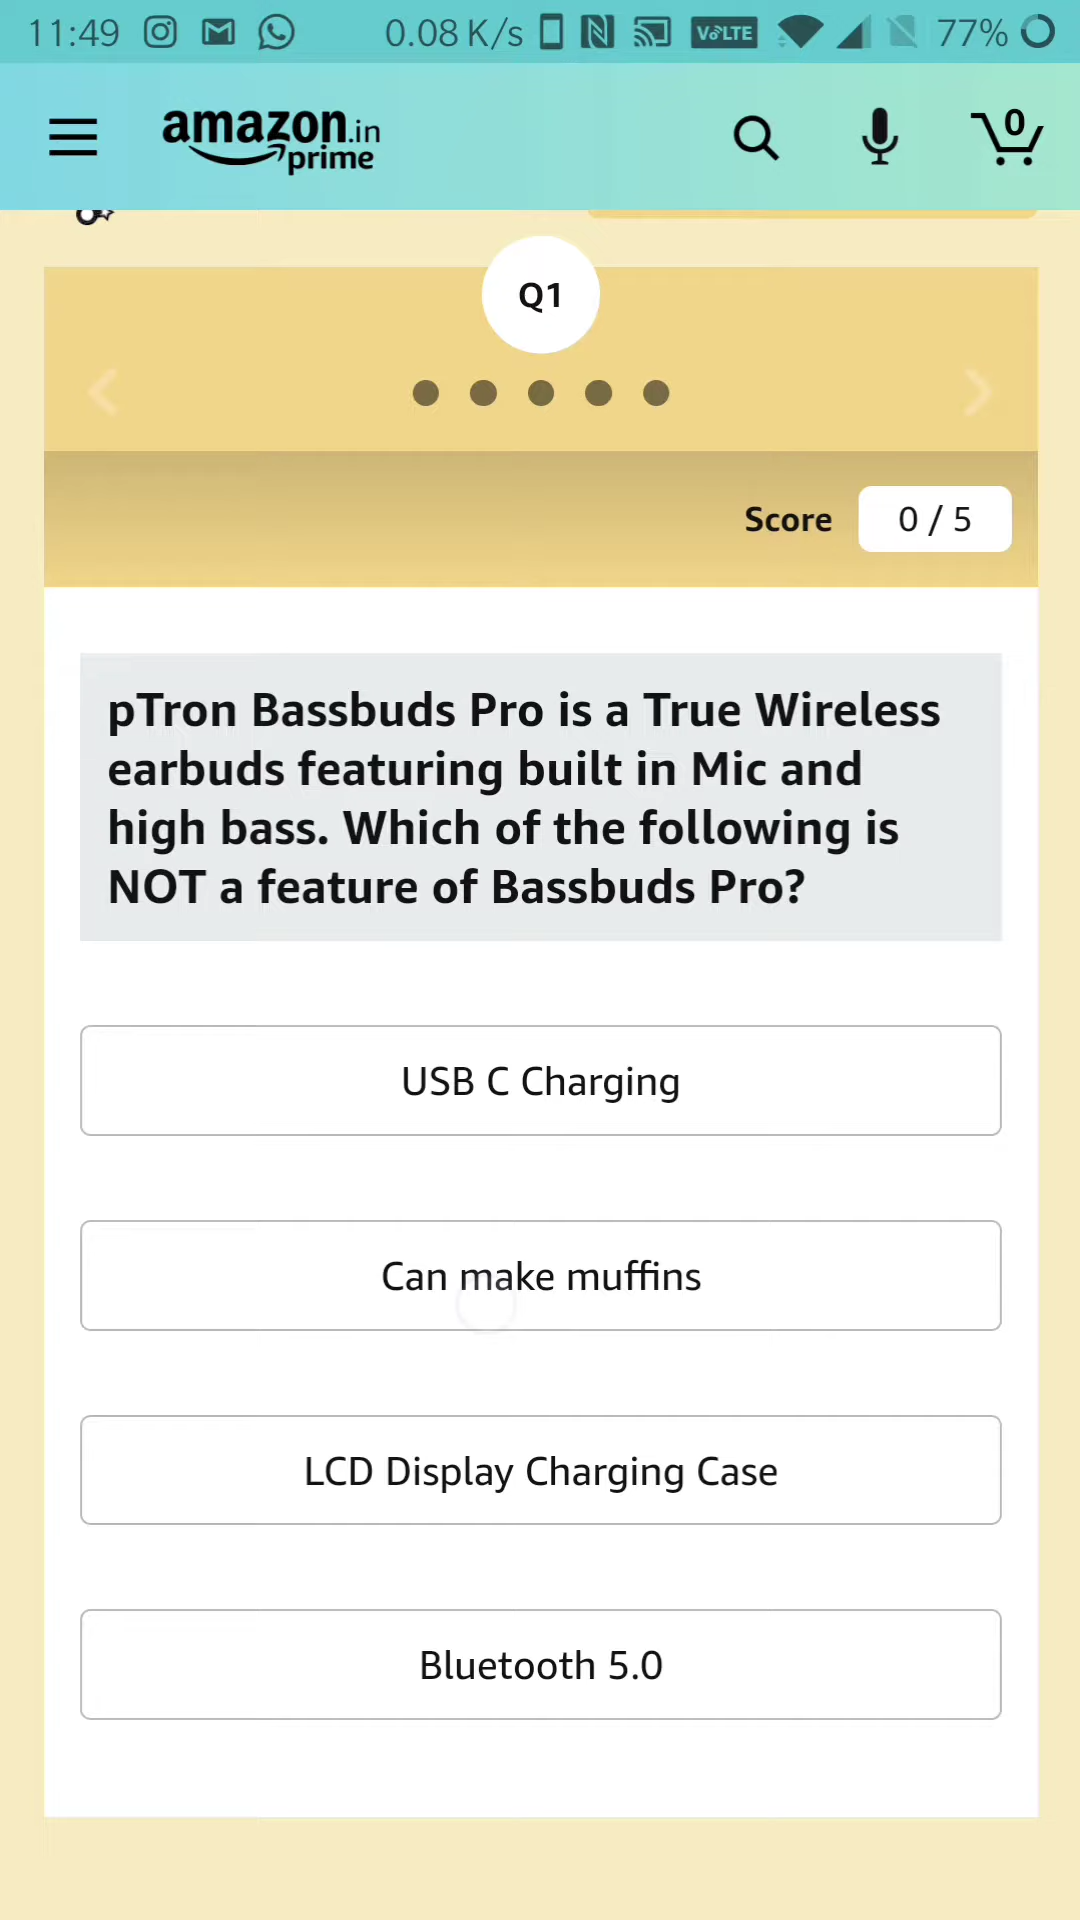 11:49 0.08 K/s VoLTE 77%
amazon.in
prime
0
Q1
Score 0 / 5
pTron Bassbuds Pro is a True Wireless
earbuds featuring built in Mic and
high bass. Which of the following is
NOT a feature of Bassbuds Pro?
USB C Charging
Can make muffins
LCD Display Charging Case
Bluetooth 5.0